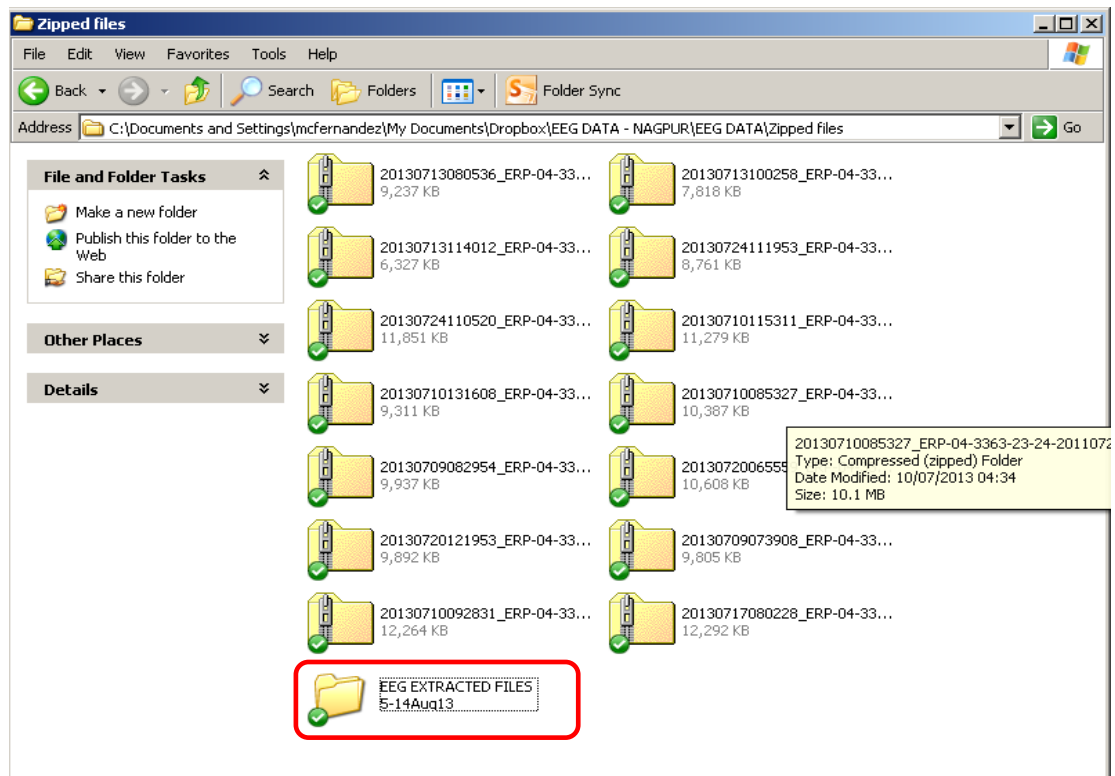 Zipped files
File Edit View Favorites Tools Help
Back Search Folders Folder Sync
Address C:\Documents and Settings\mcfernandez\My Documents\Dropbox\EEG DATA - NAGPUR\EEG DATA\Zipped files Go
File and Folder Tasks
Make a new folder
Publish this folder to the
Web
Share this folder
Other Places
Details
20130713080536_ERP-04-33...
9,237 KB
20130713100258_ERP-04-33...
7,818 KB
20130713114012_ERP-04-33...
6,327 KB
20130724111953_ERP-04-33...
8,761 KB
20130724110520_ERP-04-33...
11,851 KB
20130710115311_ERP-04-33...
11,279 KB
20130710131608_ERP-04-33...
9,311 KB
20130710085327_ERP-04-33...
10,387 KB
20130709082954_ERP-04-33...
9,937 KB
2013072006555
10,608 KB
20130710085327_ERP-04-3363-23-24-2011072
Type: Compressed (zipped) Folder
Date Modified: 10/07/2013 04:34
Size: 10.1 MB
20130720121953_ERP-04-33...
9,892 KB
20130709073908_ERP-04-33...
9,805 KB
20130710092831_ERP-04-33...
12,264 KB
20130717080228_ERP-04-33...
12,292 KB
EEG EXTRACTED FILES
5-14Aug13